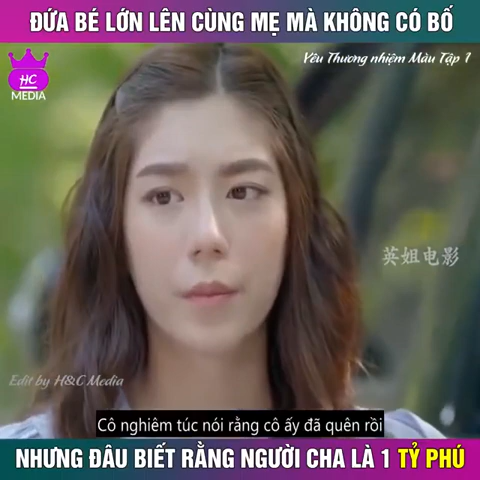 ĐỨA BÉ LỚN LÊN CÙNG MẸ MÀ KHÔNG CÓ BỐ
Yêu Thương nhiệm Màu Tập 1
HC
MEDIA
英姐电影
Edit by H&C Media
Cô nghiêm túc nói rằng cô ấy đã quên rồi
NHƯNG ĐÂU BIẾT RẰNG NGƯỜI CHA LÀ 1 TỶ PHÚ